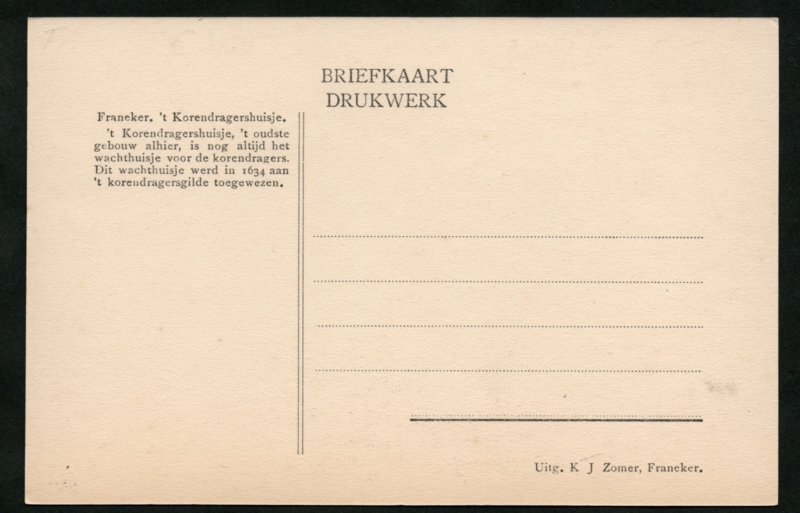 BRIEFKAART
DRUKWERK
Franeker. 't Korendragershuisje.
't Korendragershuisje, 't oudste
gebouw alhier, is nog altijd het
wachthuisje voor de korendragers.
Dit wachthuisje werd in 1634 aan
't korendragersgilde toegewezen.
Uitg. K J Zomer, Franeker.